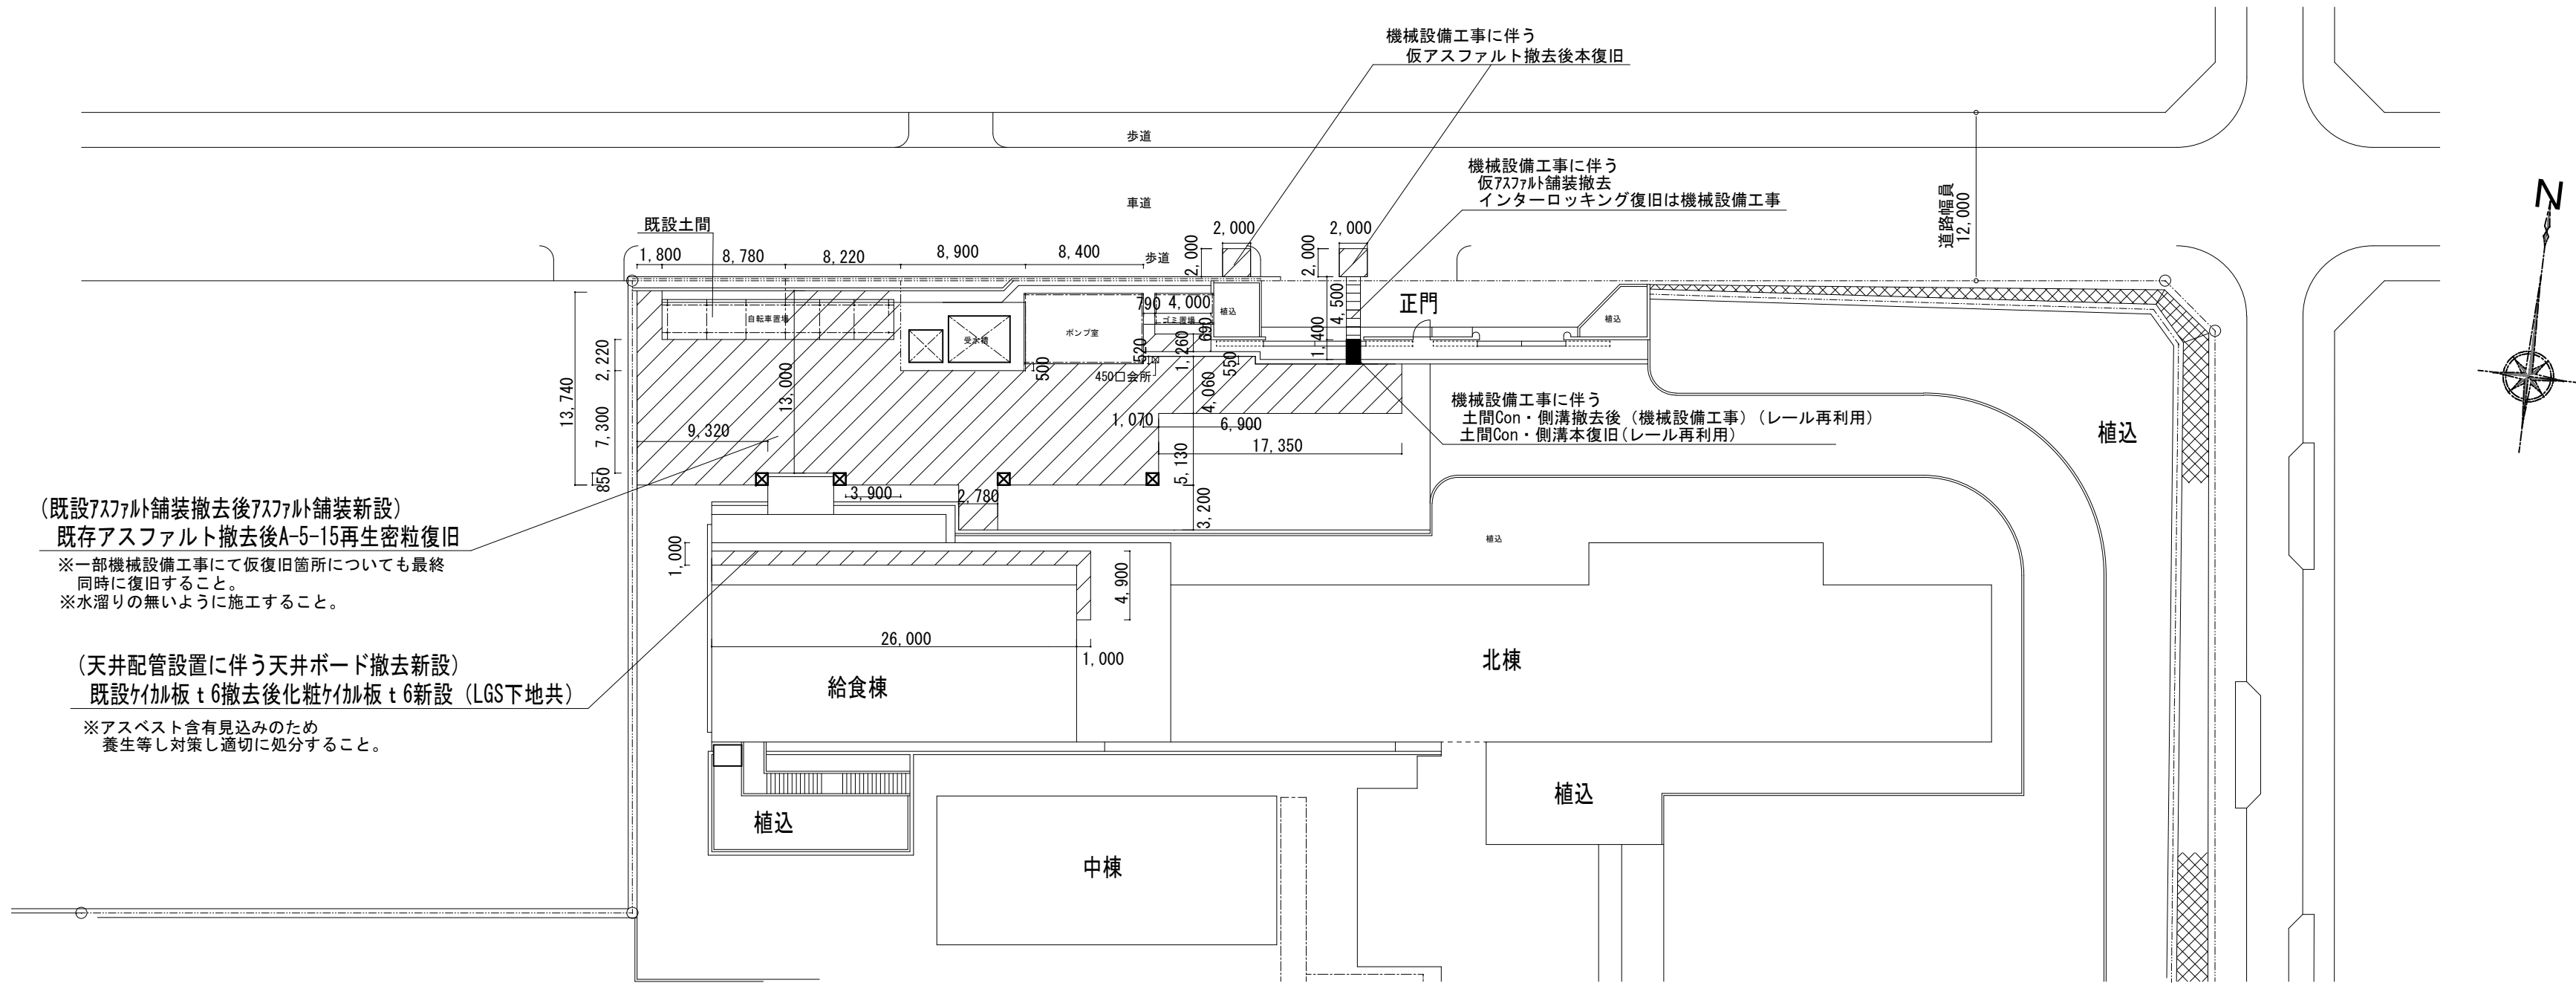 機械設備工事に伴う
仮アスファルト撤去後本復旧
歩道
機械設備工事に伴う
仮ｱｽﾌｧﾙﾄ舗装撤去
インターロッキング復旧は機械設備工事
車道
道路幅員
12,000
N
既設土間
2,000
2,000
1,800
8,780
8,220
8,900
8,400
歩道
2,000
2,000
自転車置場
受水槽
ポンプ室
790
4,000
ゴミ置場
690
植込
4,500
正門
植込
1,400
520
1,260
550
500
450口会所
2,220
13,000
13,740
7,300
4,060
機械設備工事に伴う
土間Con・側溝撤去後（機械設備工事）（レール再利用）
土間Con・側溝本復旧（レール再利用）
1,070
6,900
9,320
17,350
植込
850
5,130
3,900
2,780
3,200
（既設ｱｽﾌｧﾙﾄ舗装撤去後ｱｽﾌｧﾙﾄ舗装新設）
既存アスファルト撤去後A-5-15再生密粒復旧
※一部機械設備工事にて仮復旧箇所についても最終
同時に復旧すること。
※水溜りの無いように施工すること。
植込
1,000
4,900
26,000
1,000
（天井配管設置に伴う天井ボード撤去新設）
既設ｹｲｶﾙ板ｔ6撤去後化粧ｹｲｶﾙ板ｔ6新設（LGS下地共）
※アスベスト含有見込みのため
養生等し対策し適切に処分すること。
給食棟
北棟
植込
植込
中棟